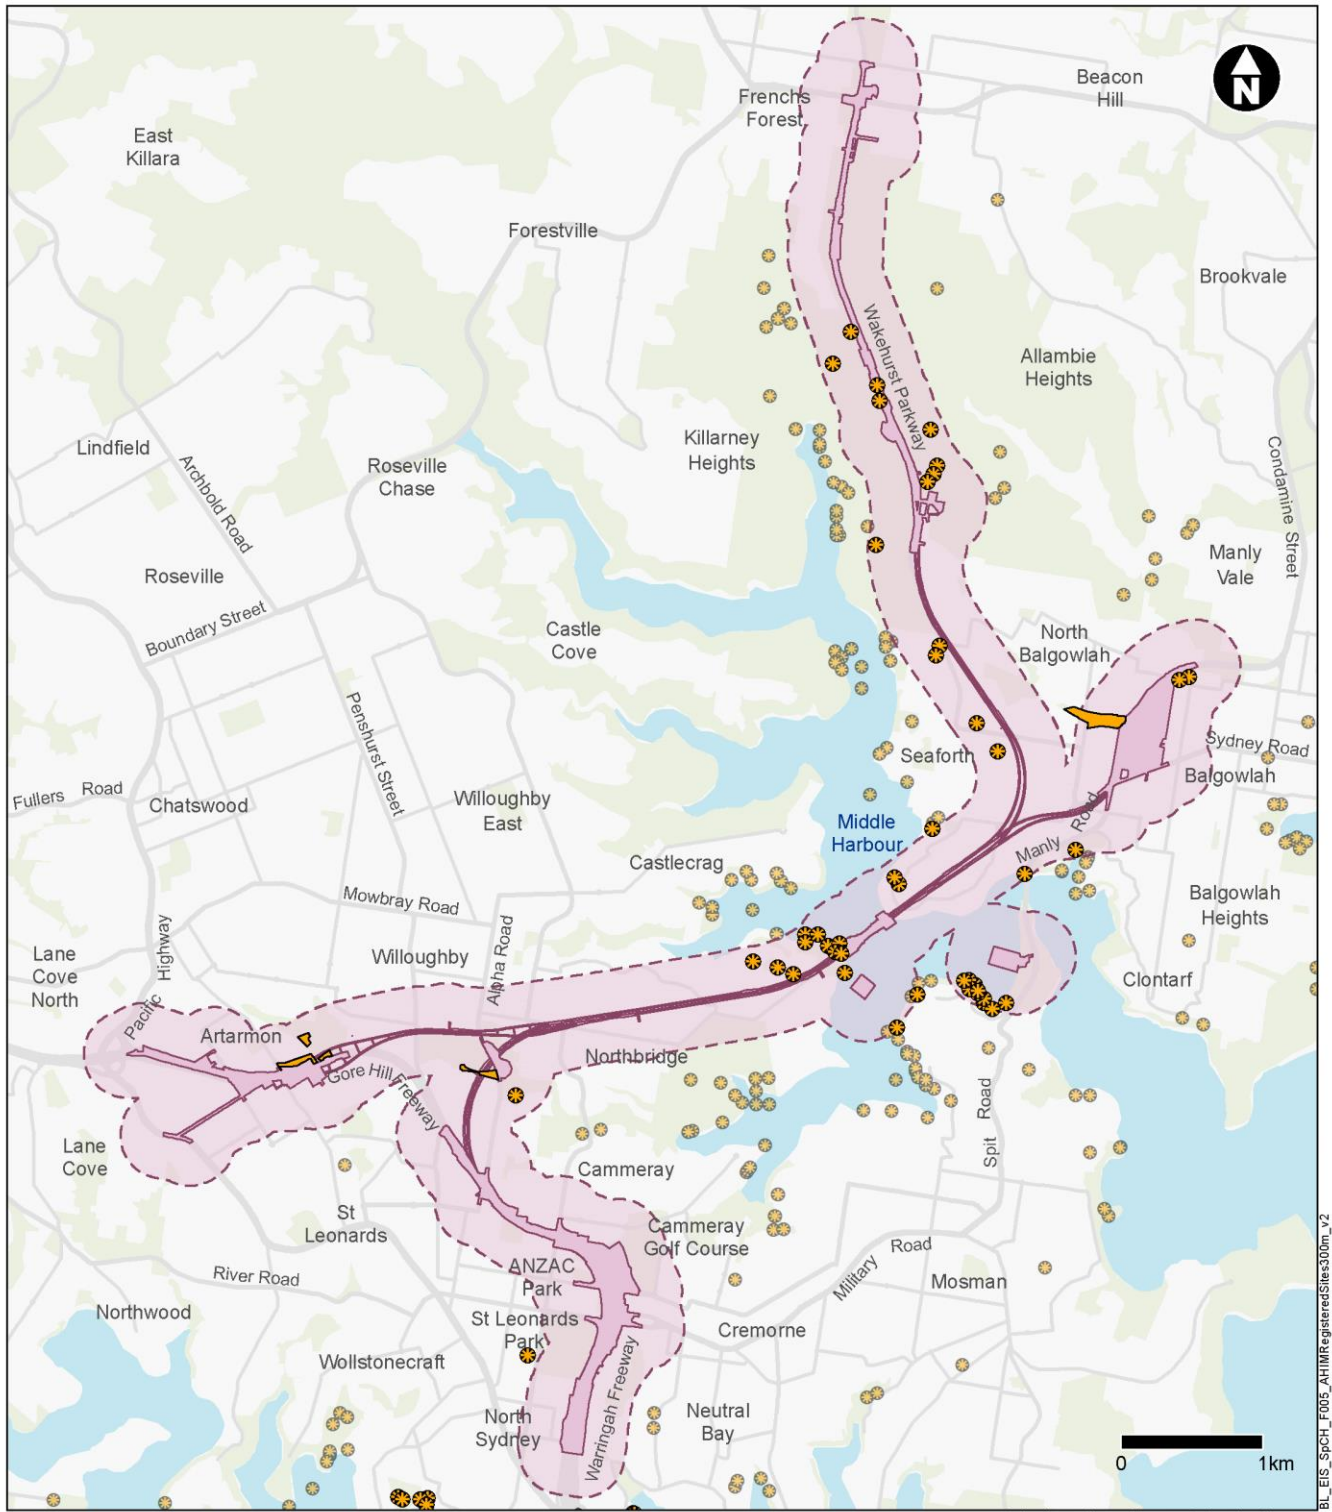 N
Beacon
Hill
Frenchs
Forest
East
Killara
Forestville
Brookvale
Wakehurst Parkway
Allambie
Heights
Lindfield
Killarney
Heights
Condamine Street
Roseville
Chase
Archbold Road
Manly
Vale
Roseville
Boundary Street
Castle
Cove
North
Balgowlah
Penshurst Street
Sydney Road
Seaforth
Balgowlah
Fullers Road
Chatswood
Willoughby
East
Middle
Harbour
Manly Road
Castlecrag
Mowbray Road
Balgowlah
Heights
Pacific Highway
Alpha Road
Willoughby
Lane
Cove
North
Clontarf
Artarmon
Northbridge
Gore Hill Freeway
Spit Road
Lane
Cove
Cammeray
St
Leonards
Cammeray
Golf Course
Military Road
River Road
ANZAC
Park
Mosman
Northwood
St Leonards
Park
Cremorne
Wollstonecraft
Warringah Freeway
North
Sydney
Neutral
Bay
0 1km
BL_EIS_SpCH_F005_AHIMRegisteredSites300m_v2